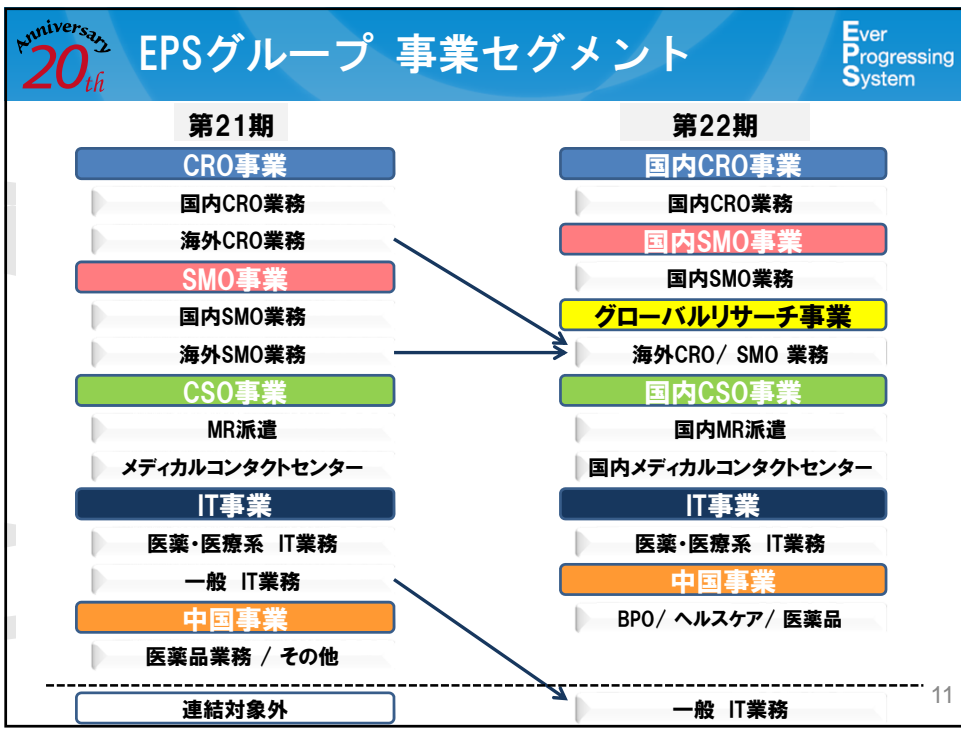 Anniversary
20th
EPSグループ 事業セグメント
Ever
Progressing
System
第21期
CRO事業
国内CRO業務
海外CRO業務
SMO事業
国内SMO業務
海外SMO業務
CSO事業
MR派遣
メディカルコンタクトセンター
IT事業
医薬・医療系 IT業務
一般 IT業務
中国事業
医薬品業務 / その他
連結対象外
第22期
国内CRO事業
国内CRO業務
国内SMO事業
国内SMO業務
グローバルリサーチ事業
海外CRO/ SMO 業務
国内CSO事業
国内MR派遣
国内メディカルコンタクトセンター
IT事業
医薬・医療系 IT業務
中国事業
BPO/ ヘルスケア/ 医薬品
一般 IT業務
11